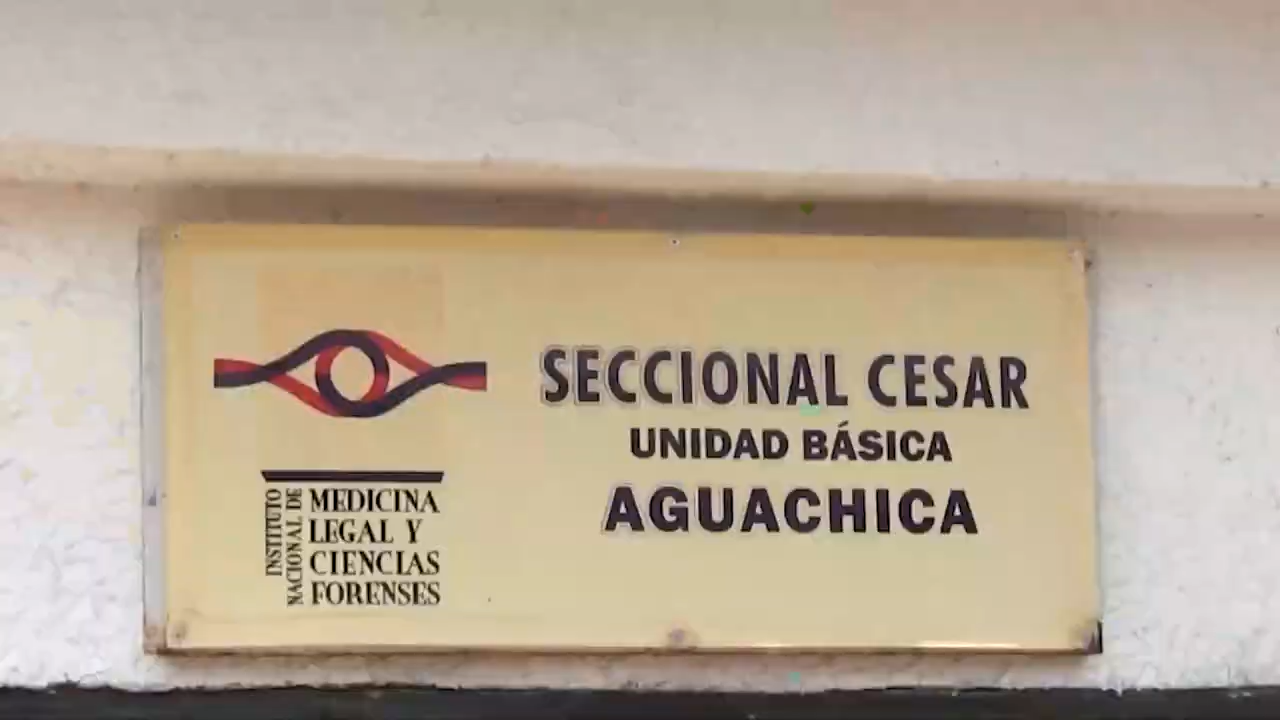 INSTITUTO
NACIONAL DE
MEDICINA
LEGAL Y
CIENCIAS
FORENSES
SECCIONAL CESAR
UNIDAD BÁSICA
AGUACHICA